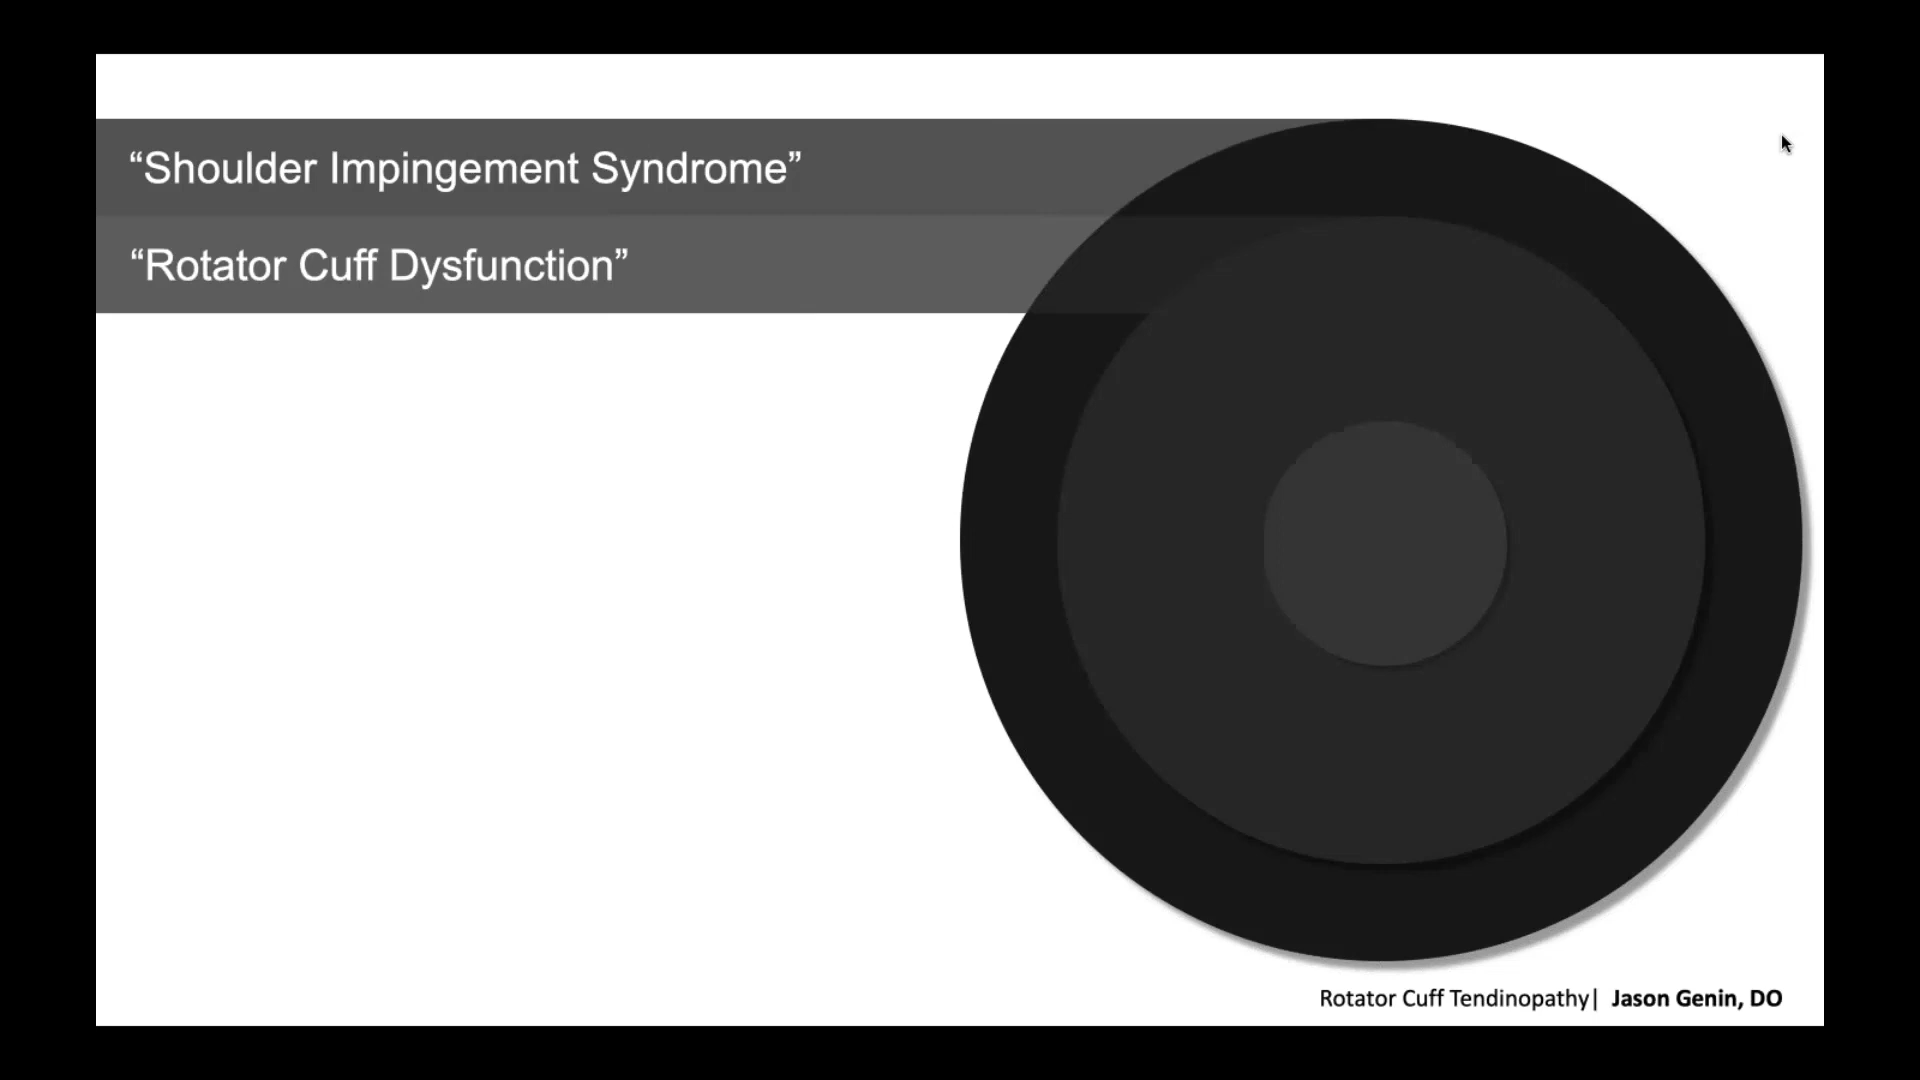 “Shoulder Impingement Syndrome”
“Rotator Cuff Dysfunction”
Rotator Cuff Tendinopathy| Jason Genin, DO